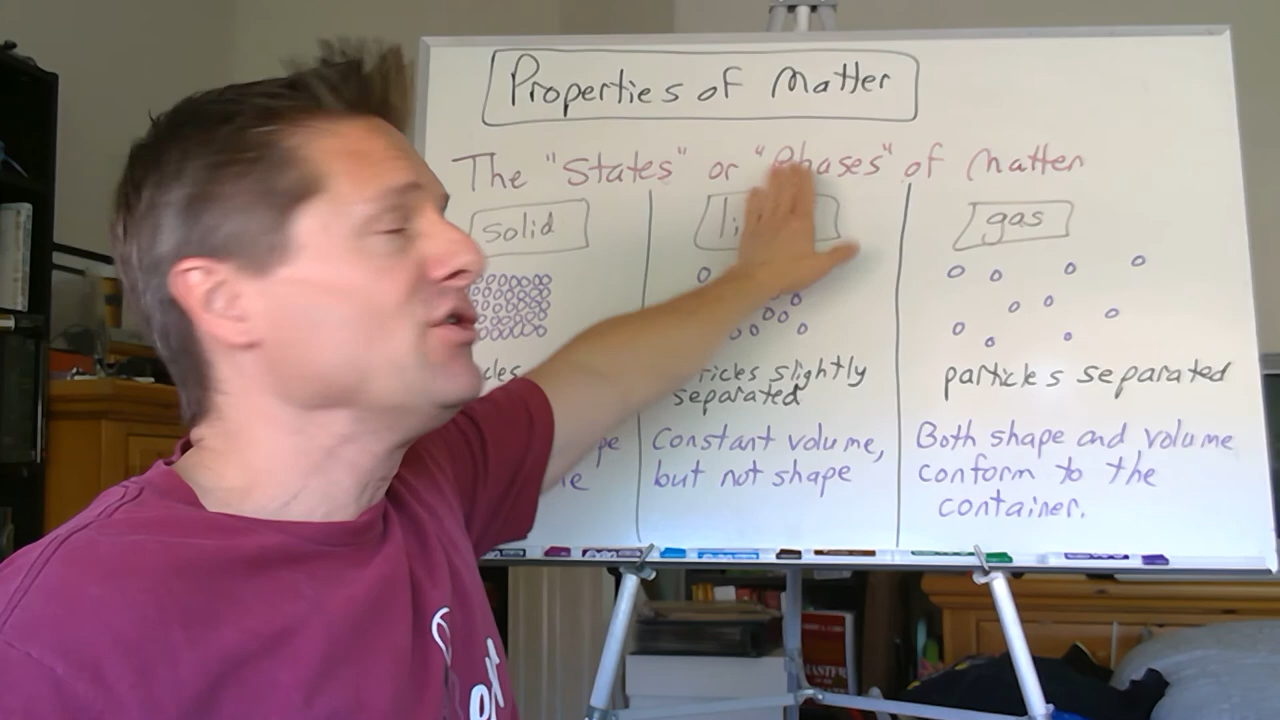 Properties of Matter
The "States" or "Phases" of Matter
solid
gas
slightly
separated
particles separated
Constant volume,
but not shape
Both shape and volume
conform to the
container.